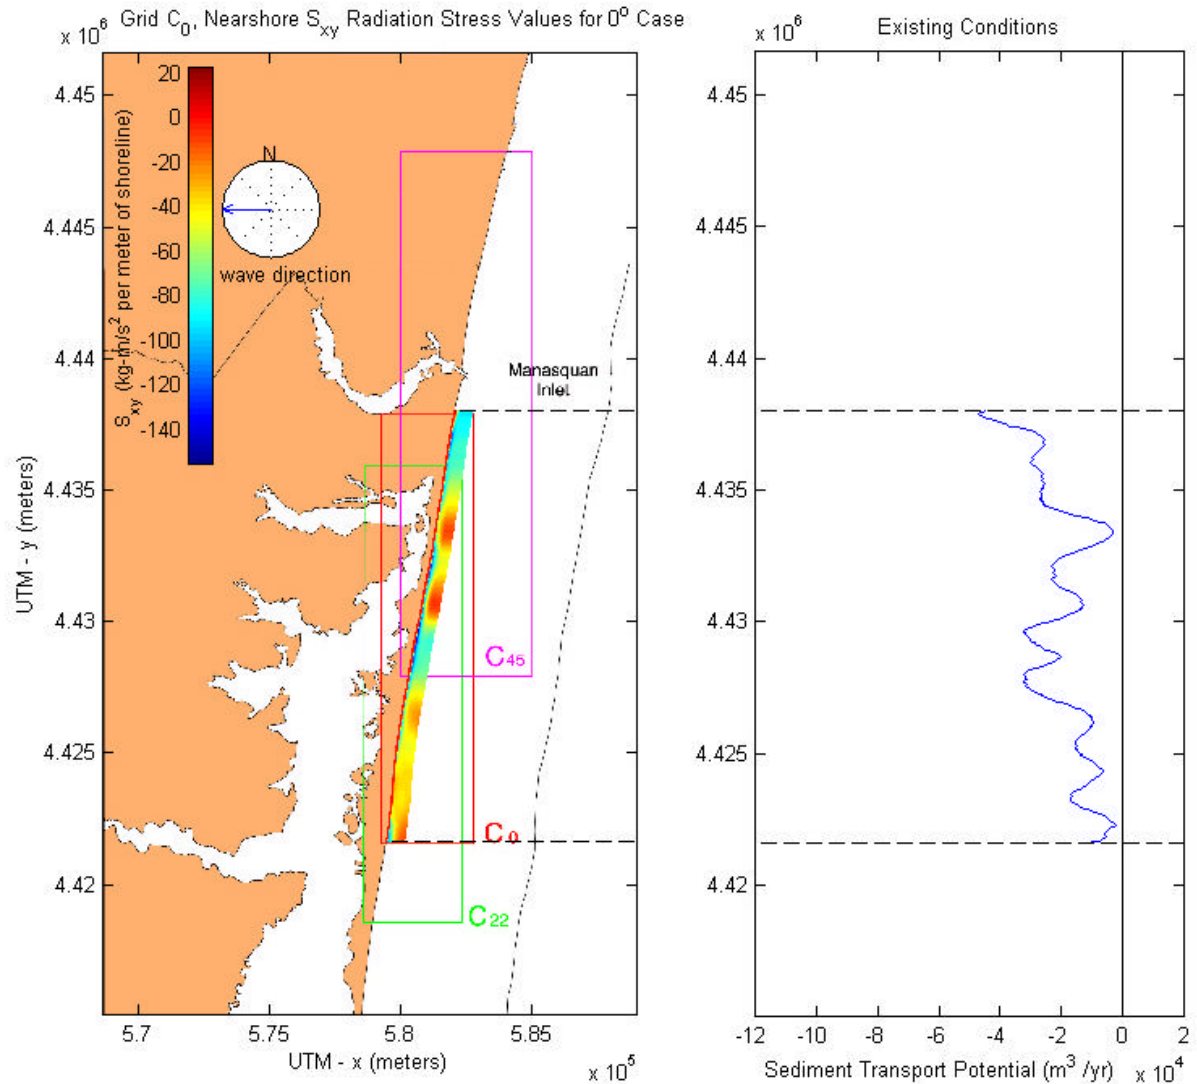 Grid C0, Nearshore Sxy Radiation Stress Values for 0° Case
x 10^6
4.45
4.445
4.44
4.435
4.43
4.425
4.42
UTM - y (meters)
20
0
-20
-40
-60
-80
-100
-120
-140
Sxy (kg-m/s² per meter of shoreline)
N
wave direction
Manasquan
Inlet
C45
C0
C22
5.7
5.75
5.8
5.85
UTM - x (meters)
x 10^5
Existing Conditions
x 10^6
4.45
4.445
4.44
4.435
4.43
4.425
4.42
-12
-10
-8
-6
-4
-2
0
2
Sediment Transport Potential (m³ /yr)
x 10^4